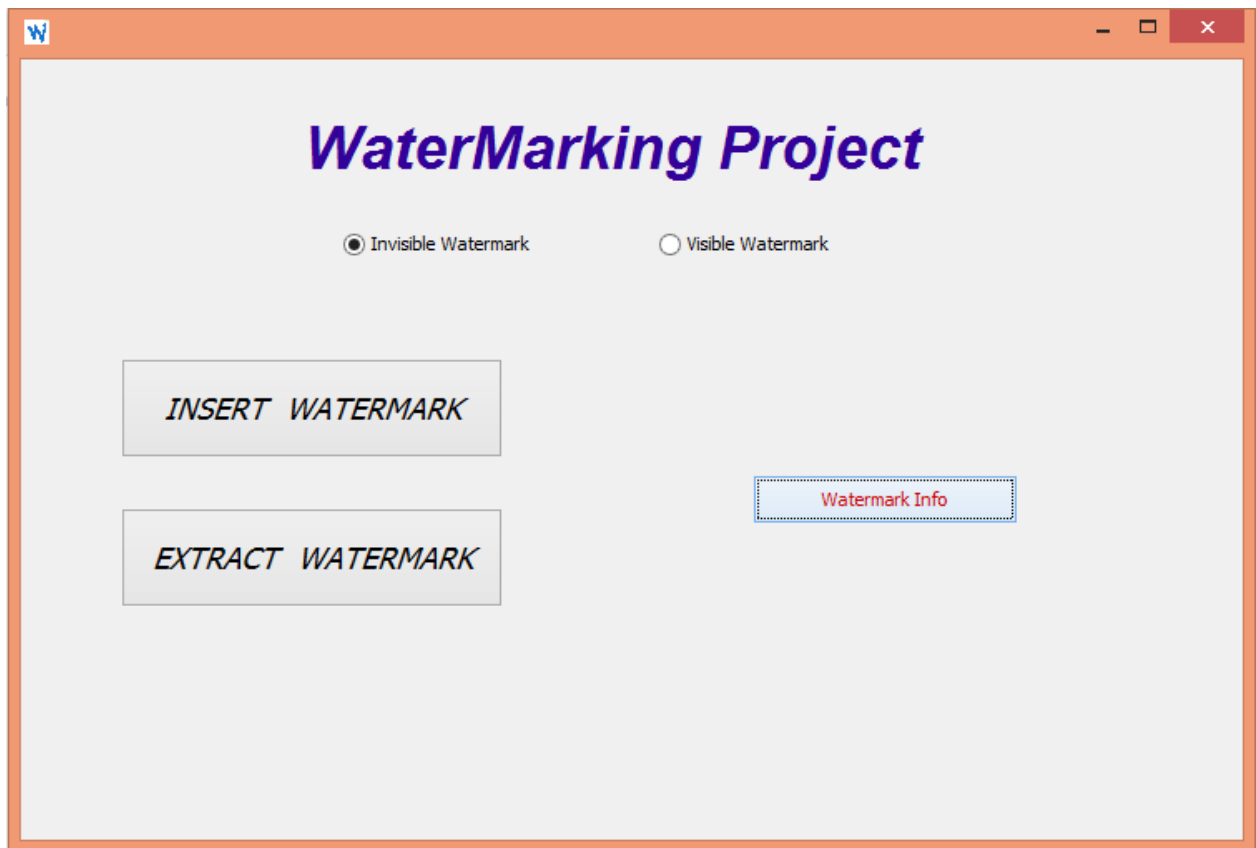 WaterMarking Project
Invisible Watermark
Visible Watermark
INSERT WATERMARK
Watermark Info
EXTRACT WATERMARK